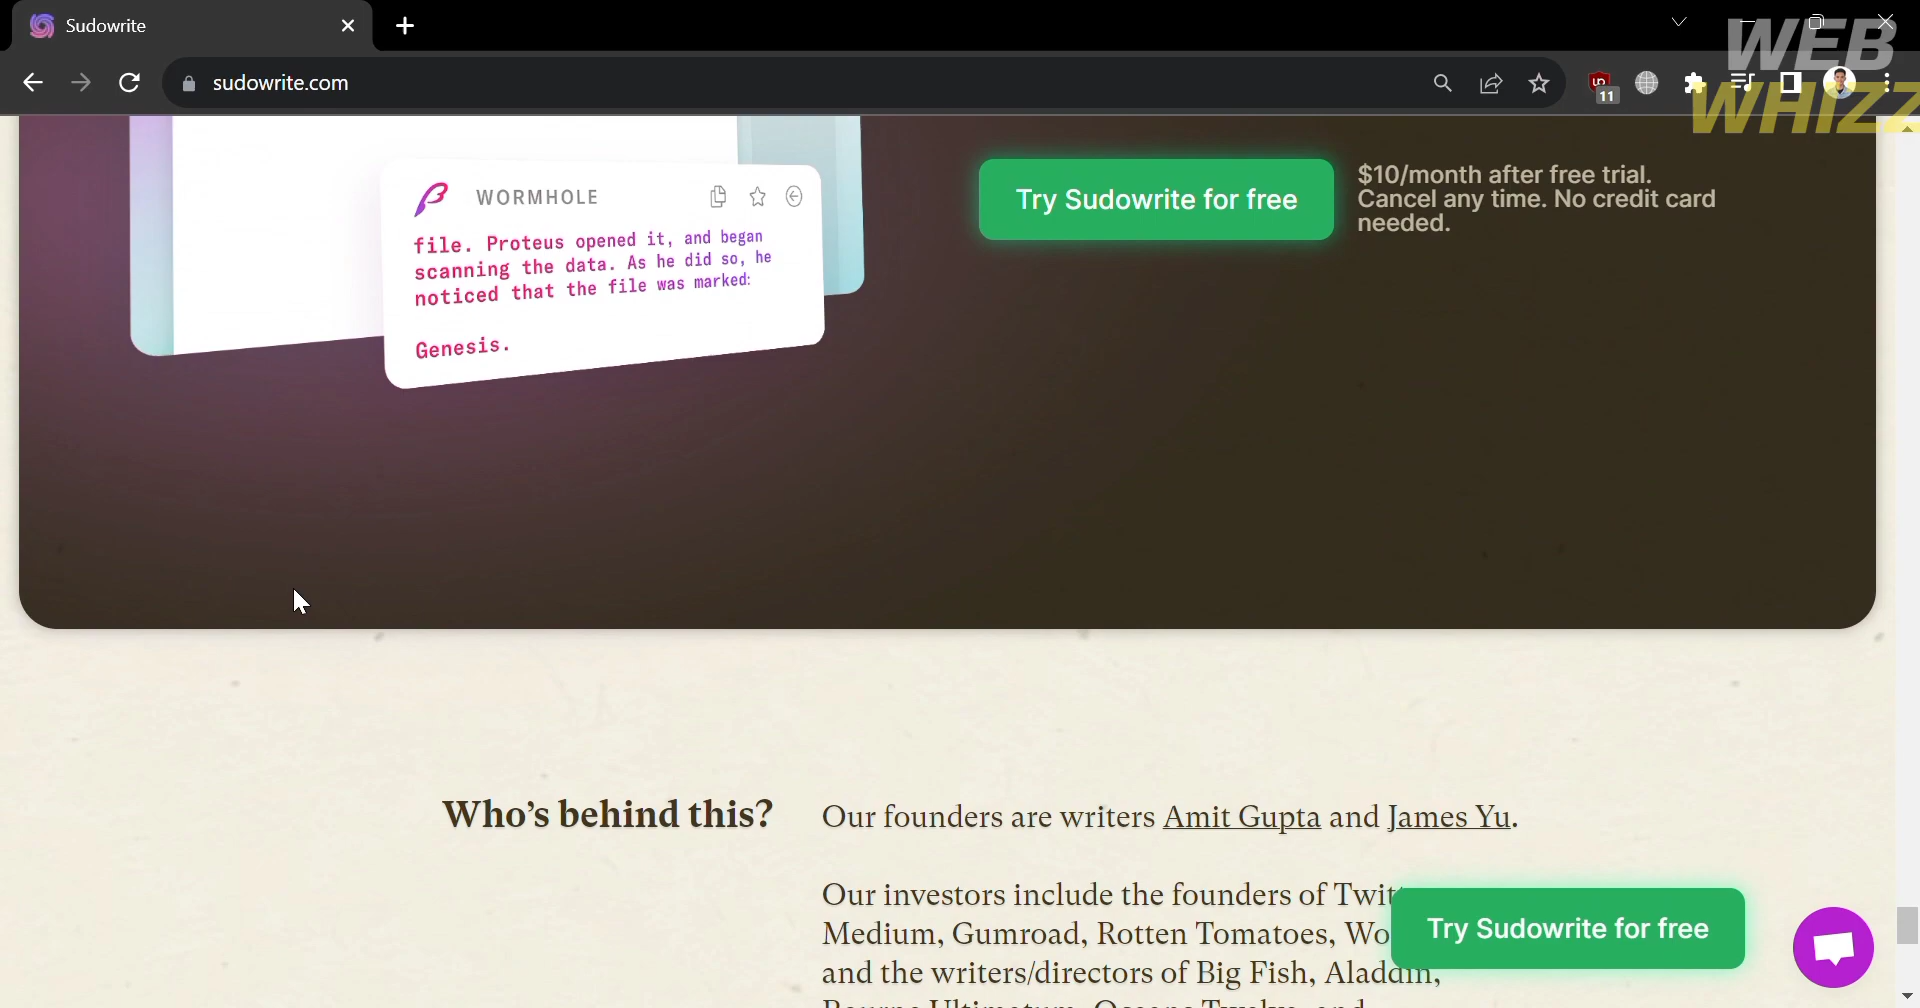 Sudowrite
WEB
WHIZZ
sudowrite.com
11
WORMHOLE
file. Proteus opened it, and began
scanning the data. As he did so, he
noticed that the file was marked:
Genesis.
Try Sudowrite for free
$10/month after free trial.
Cancel any time. No credit card
needed.
Who's behind this?
Our founders are writers Amit Gupta and James Yu.
Our investors include the founders of
Medium, Gumroad, Rotten Tomatoes,
and the writers/directors of Big Fish, Aladdin,
Try Sudowrite for free